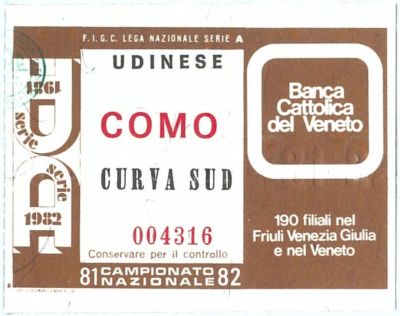 F.I.G.C. LEGA NAZIONALE SERIE A
UDINESE
COMO
CURVA SUD
004316
Conservare per il controllo
81 CAMPIONATO NAZIONALE 82
1981
serie
serie
1982
Banca
Cattolica
del Veneto
190 filiali nel
Friuli Venezia Giulia
e nel Veneto